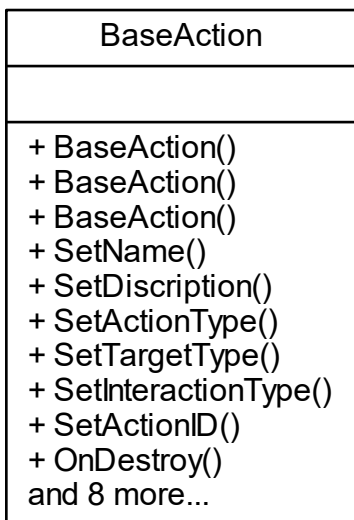 BaseAction
+ BaseAction()
+ BaseAction()
+ BaseAction()
+ SetName()
+ SetDiscription()
+ SetActionType()
+ SetTargetType()
+ SetInteractionType()
+ SetActionID()
+ OnDestroy()
and 8 more...